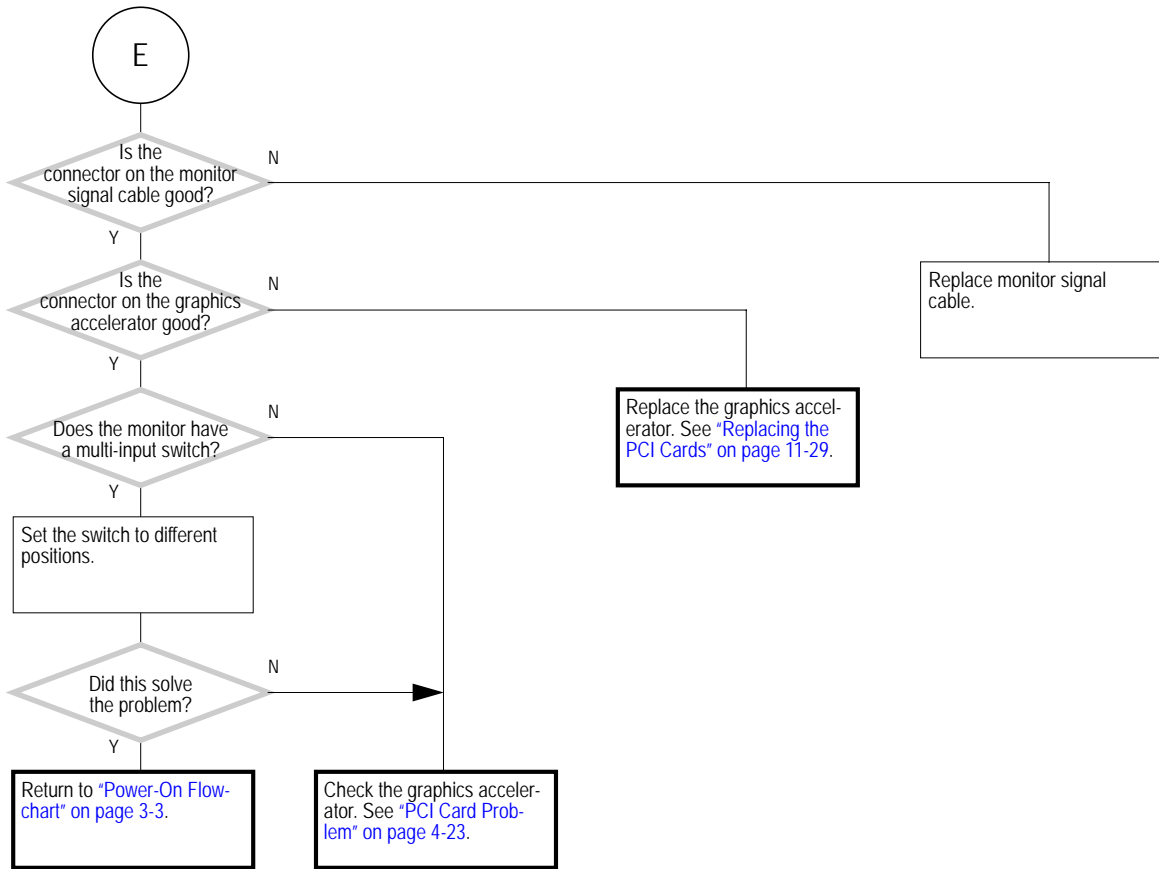 E
Is the
connector on the monitor
signal cable good?
N
Y
Replace monitor signal
cable.
Is the
connector on the graphics
accelerator good?
N
Y
Replace the graphics accel-
erator. See "Replacing the
PCI Cards" on page 11-29.
Does the monitor have
a multi-input switch?
N
Y
Set the switch to different
positions.
Did this solve
the problem?
N
Y
Return to "Power-On Flow-
chart" on page 3-3.
Check the graphics acceler-
ator. See "PCI Card Prob-
lem" on page 4-23.